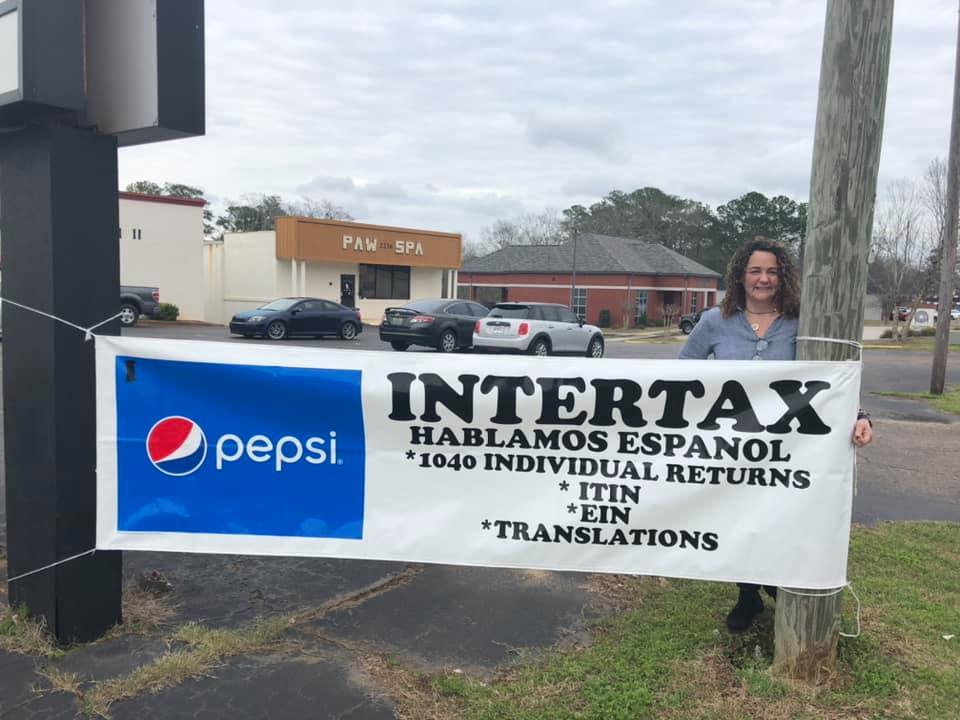 PAW SPA
pepsi
INTERTAX
HABLAMOS ESPANOL
*1040 INDIVIDUAL RETURNS
* ITIN
*EIN
*TRANSLATIONS